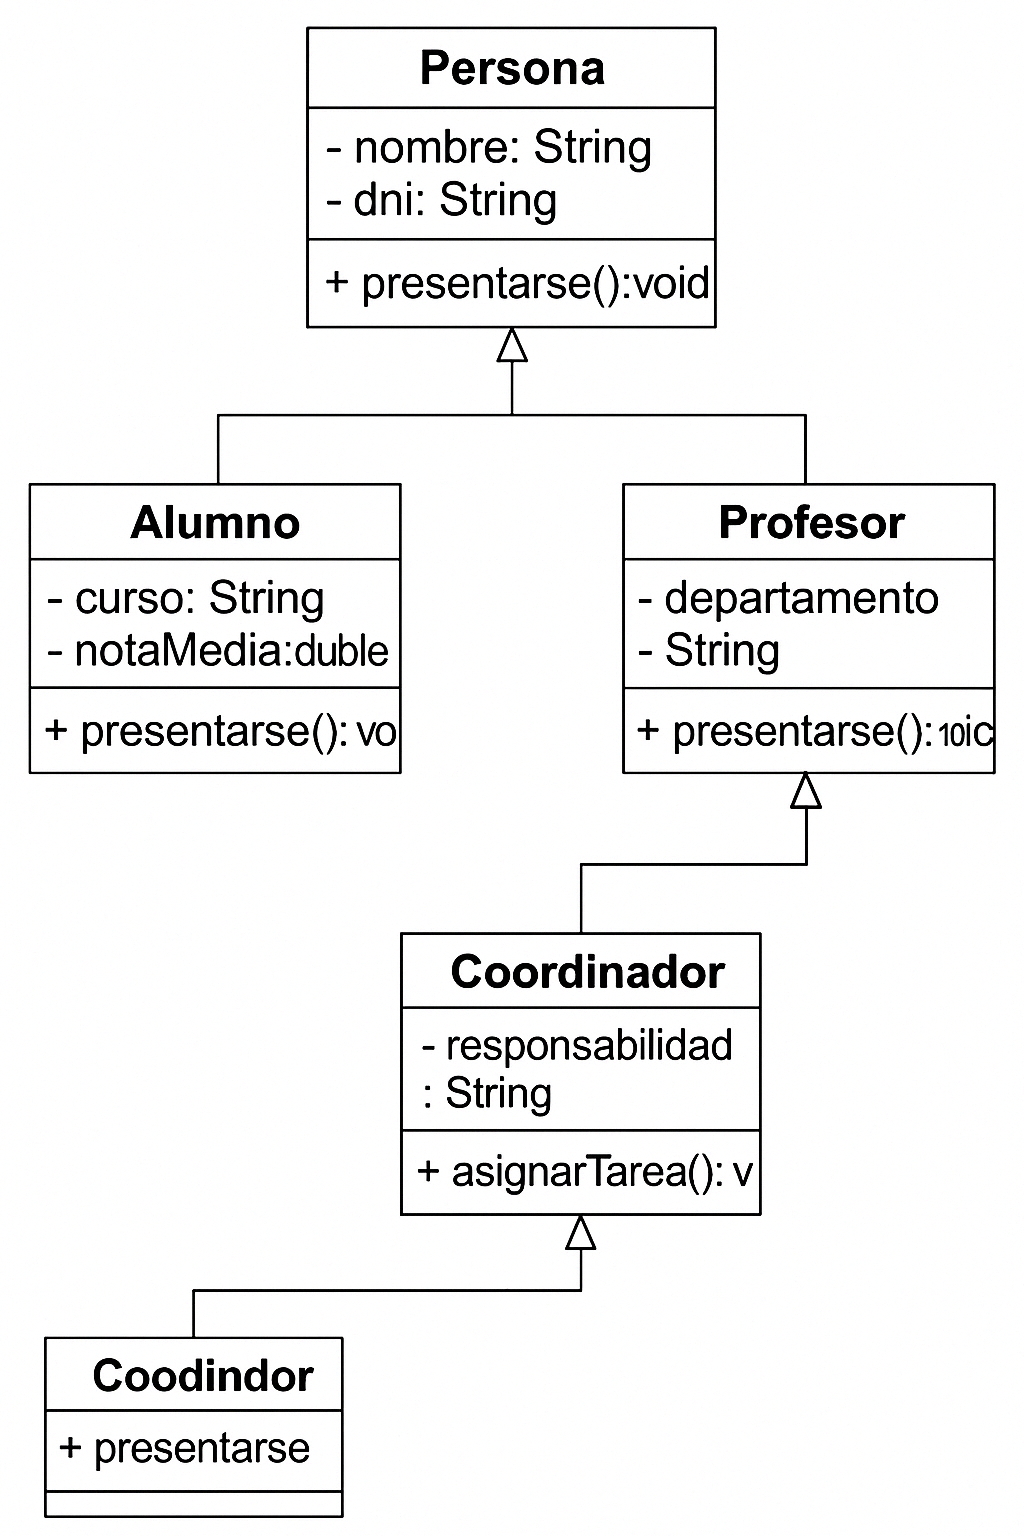 Persona
- nombre: String
- dni: String
+ presentarse():void
Alumno
- curso: String
- notaMedia:duble
+ presentarse(): vo
Profesor
- departamento
- String
+ presentarse(): 10ic
Coordinador
- responsabilidad
: String
+ asignarTarea(): v
Coodindor
+ presentarse